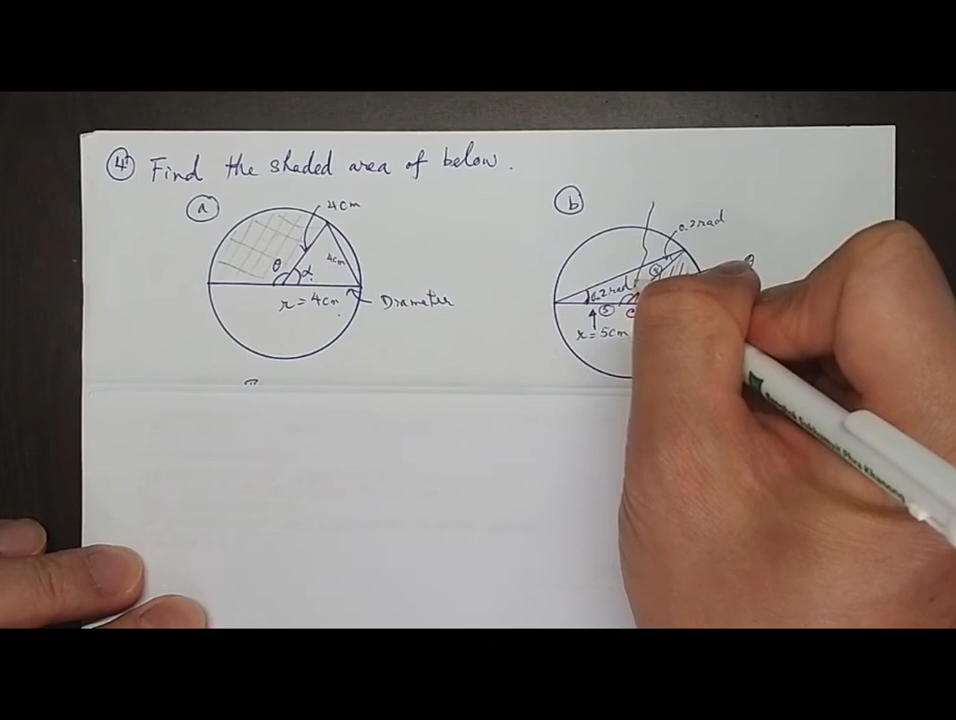 ④ Find the shaded area of below.
ⓐ
4cm
θ α
4cm
r = 4cm
Diameter
ⓑ
0.2 rad
0.2 rad
⑤
r = 5cm
θ
π